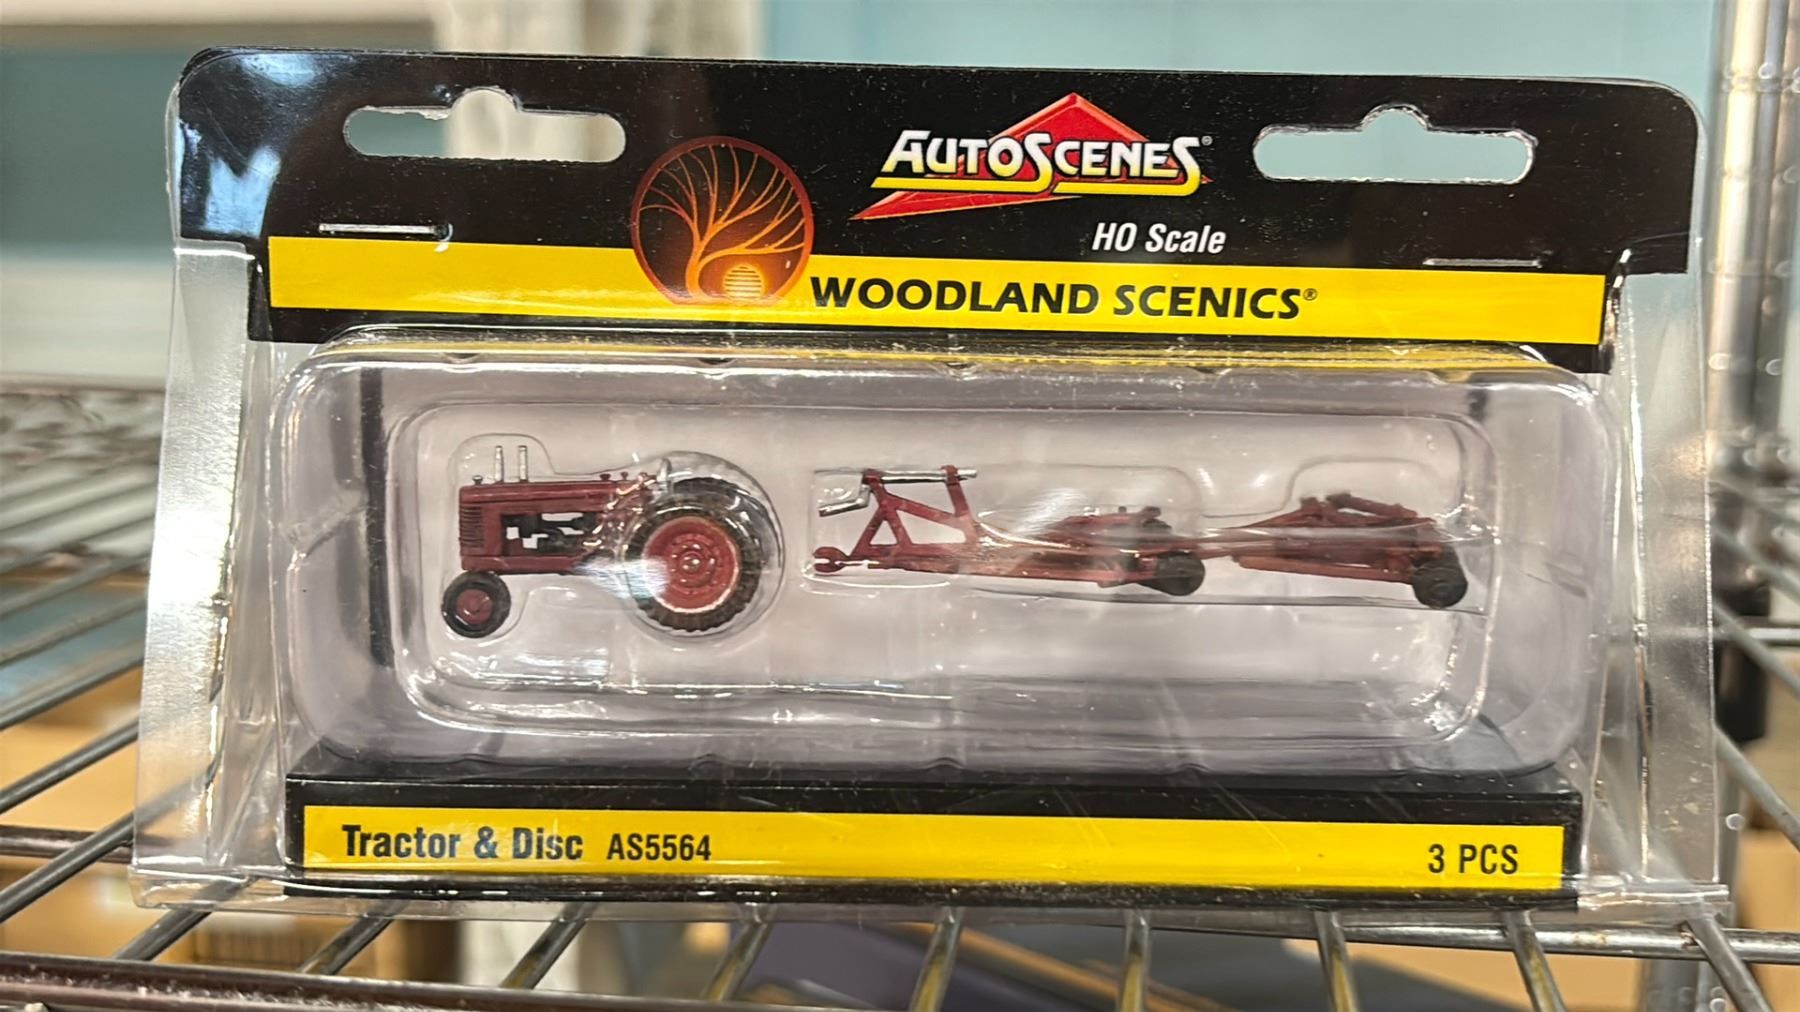 AUTOSCENES®
HO Scale
WOODLAND SCENICS®
Tractor & Disc AS5564
3 PCS